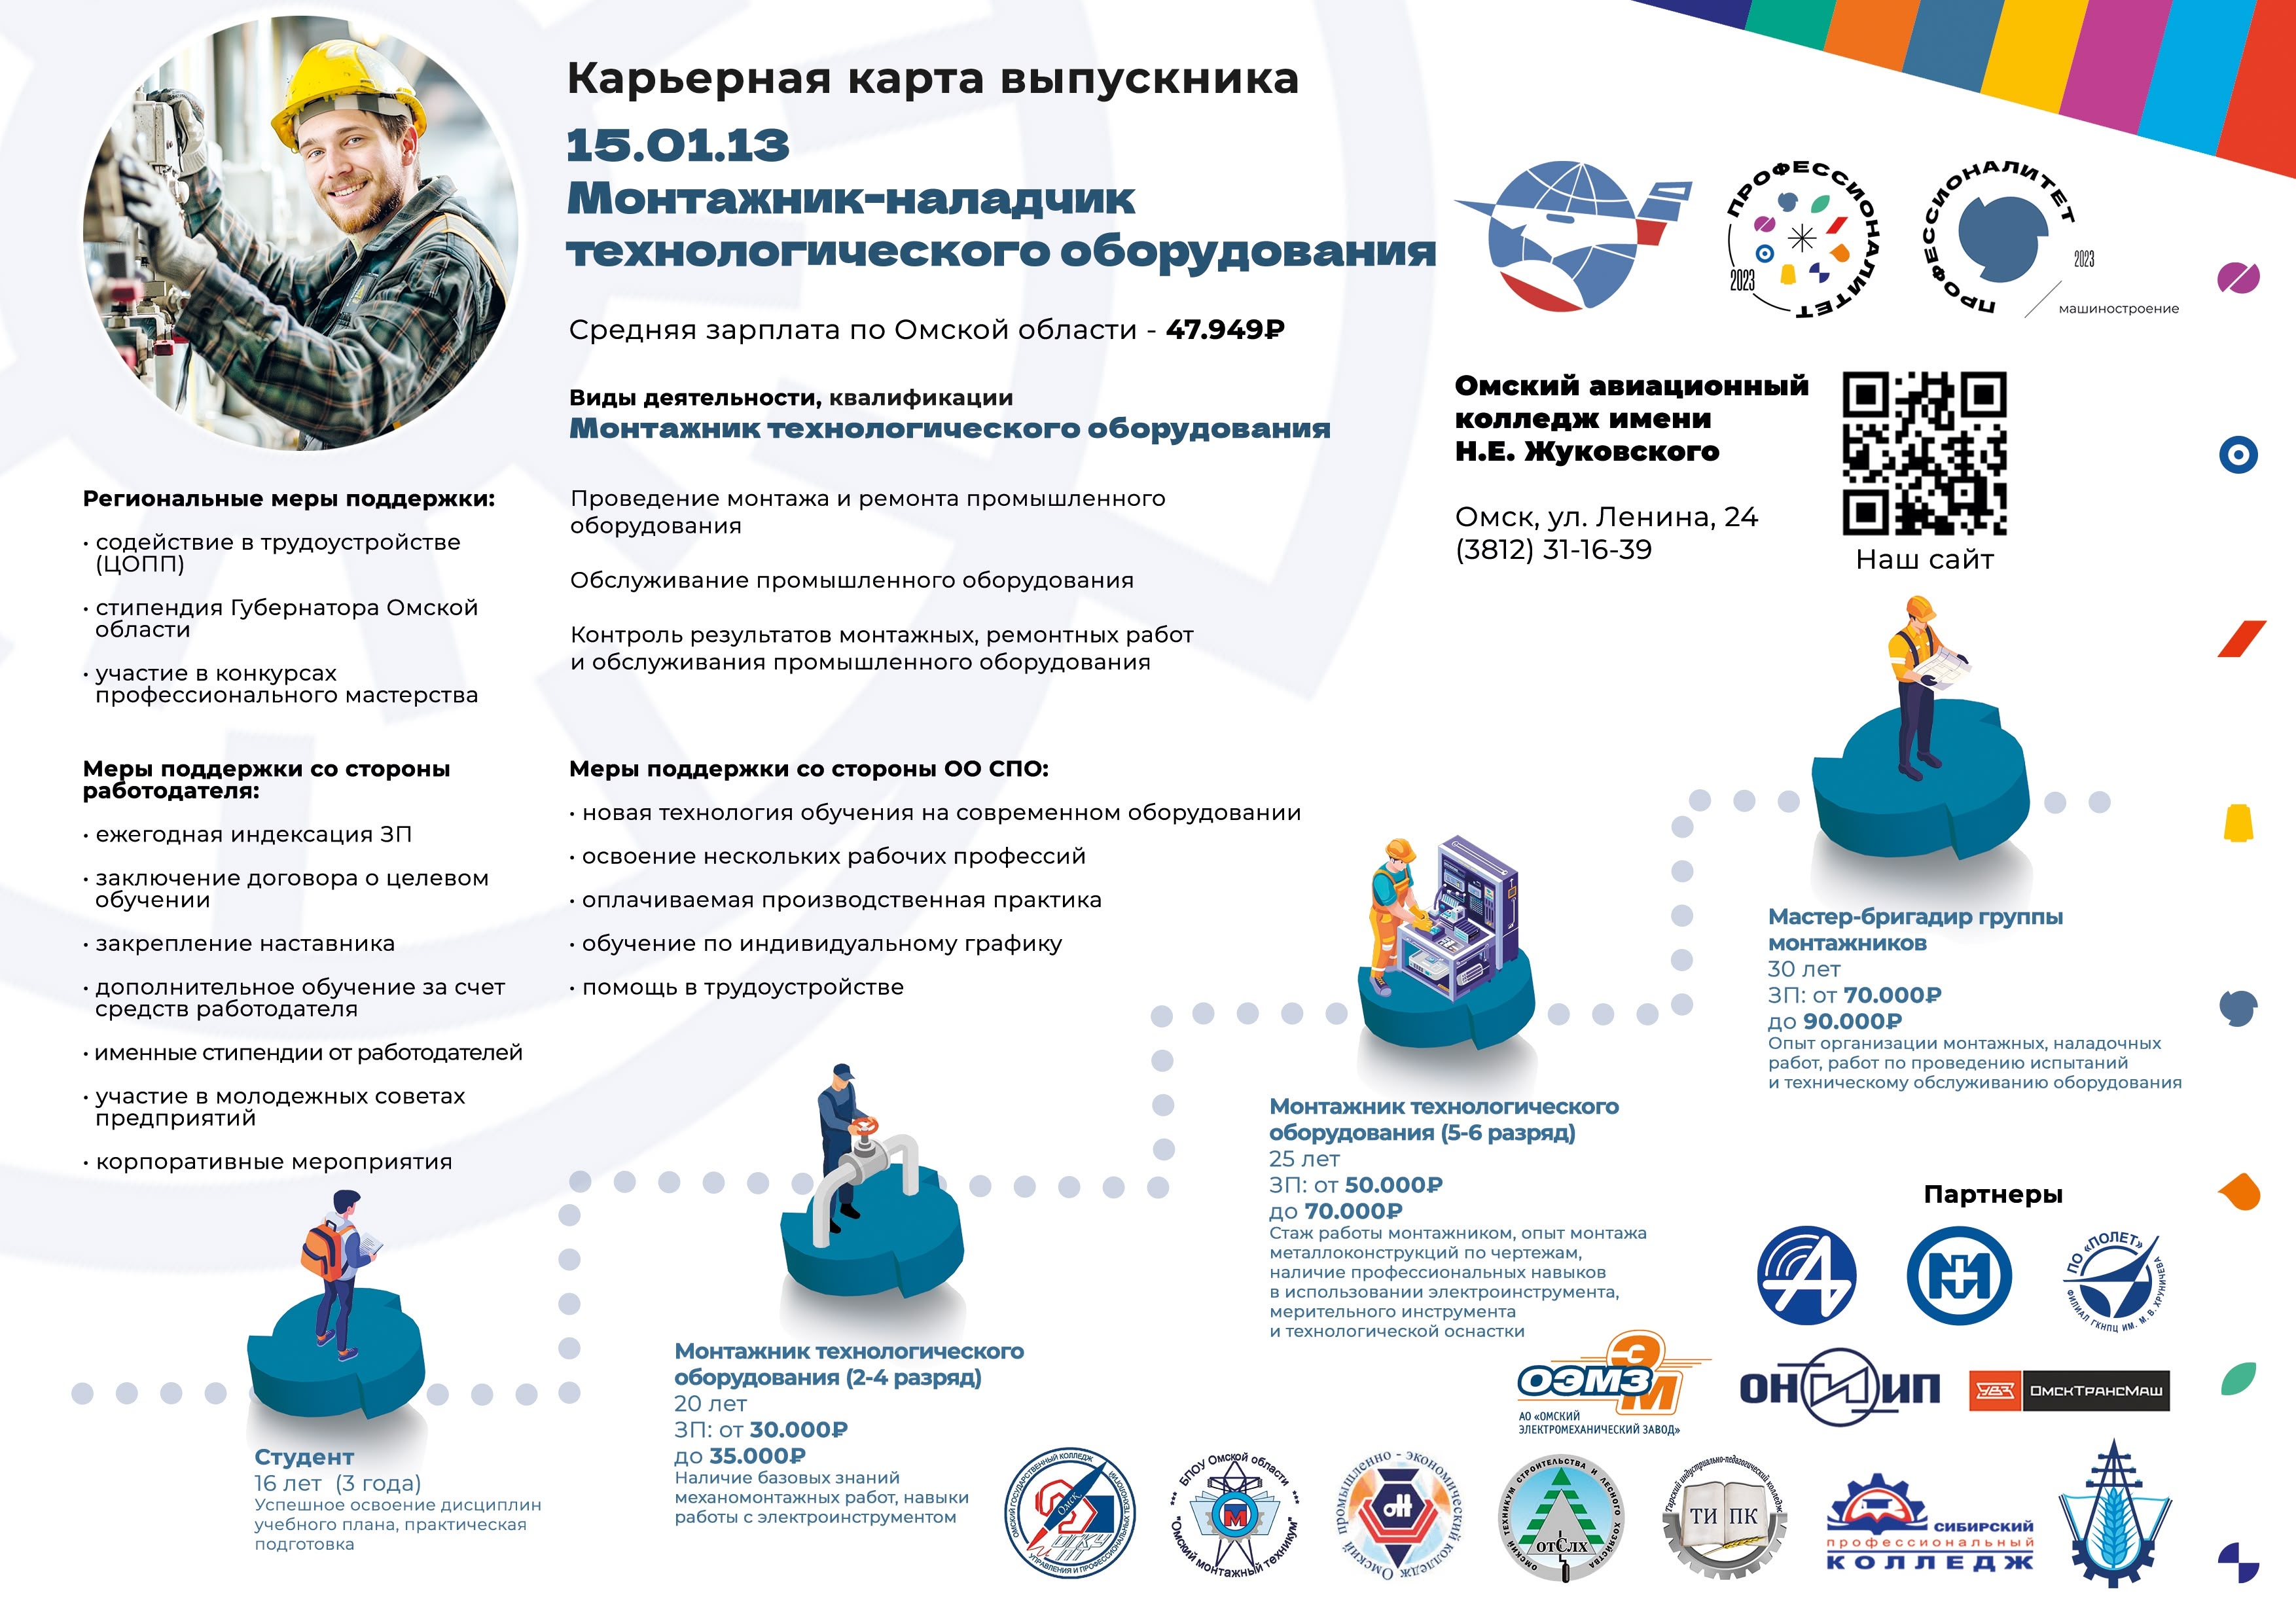 Карьерная карта выпускника
15.01.13
Монтажник-наладчик
технологического оборудования
Средняя зарплата по Омской области - 47.949₽
Виды деятельности, квалификации
Монтажник технологического оборудования
Проведение монтажа и ремонта промышленного
оборудования
Обслуживание промышленного оборудования
Контроль результатов монтажных, ремонтных работ
и обслуживания промышленного оборудования
ПРОФЕССИОНАЛИТЕТ
2023
ПРОФЕССИОНАЛИТЕТ
2023
машиностроение
Омский авиационный
колледж имени
Н.Е. Жуковского
Омск, ул. Ленина, 24
(3812) 31-16-39
Наш сайт
Региональные меры поддержки:
• содействие в трудоустройстве
(ЦОПП)
• стипендия Губернатора Омской
области
• участие в конкурсах
профессионального мастерства
Меры поддержки со стороны
работодателя:
• ежегодная индексация ЗП
• заключение договора о целевом
обучении
• закрепление наставника
• дополнительное обучение за счет
средств работодателя
• именные стипендии от работодателей
• участие в молодежных советах
предприятий
• корпоративные мероприятия
Меры поддержки со стороны ОО СПО:
• новая технология обучения на современном оборудовании
• освоение нескольких рабочих профессий
• оплачиваемая производственная практика
• обучение по индивидуальному графику
• помощь в трудоустройстве
Студент
16 лет (3 года)
Успешное освоение дисциплин
учебного плана, практическая
подготовка
Монтажник технологического
оборудования (2-4 разряд)
20 лет
ЗП: от 30.000₽
до 35.000₽
Наличие базовых знаний
механомонтажных работ, навыки
работы с электроинструментом
Монтажник технологического
оборудования (5-6 разряд)
25 лет
ЗП: от 50.000₽
до 70.000₽
Стаж работы монтажником, опыт монтажа
металлоконструкций по чертежам,
наличие профессиональных навыков
в использовании электроинструмента,
мерительного инструмента
и технологической оснастки
Мастер-бригадир группы
монтажников
30 лет
ЗП: от 70.000₽
до 90.000₽
Опыт организации монтажных, наладочных
работ, работ по проведению испытаний
и техническому обслуживанию оборудования
Партнеры
ПО «ПОЛЕТ»
ФИЛИАЛ ГКНПЦ ИМ. М. В. ХРУНИЧЕВА
ОЭМЗ
ЭМ
АО «ОМСКИЙ
ЭЛЕКТРОМЕХАНИЧЕСКИЙ ЗАВОД»
ОНИИП
УВЗ ОмскТрансМаш
ОМСКИЙ ГОСУДАРСТВЕННЫЙ КОЛЛЕДЖ
УПРАВЛЕНИЯ И ПРОФЕССИОНАЛЬНЫХ ТЕХНОЛОГИЙ
Омск
БПОУ Омской области
"Омский монтажный техникум"
М
Омский промышленно - экономический колледж
ОМСКИЙ ТЕХНИКУМ СТРОИТЕЛЬСТВА И ЛЕСНОГО ХОЗЯЙСТВА
отСлх
Тарский индустриально-педагогический колледж
ТИ ПК
СИБИРСКИЙ
профессиональный
КОЛЛЕДЖ